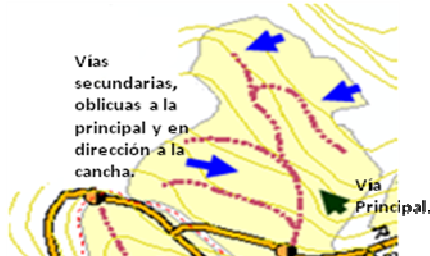 Vías
secundarias,
oblicuas a la
principal y en
dirección a la
cancha.
Vía
Principal.